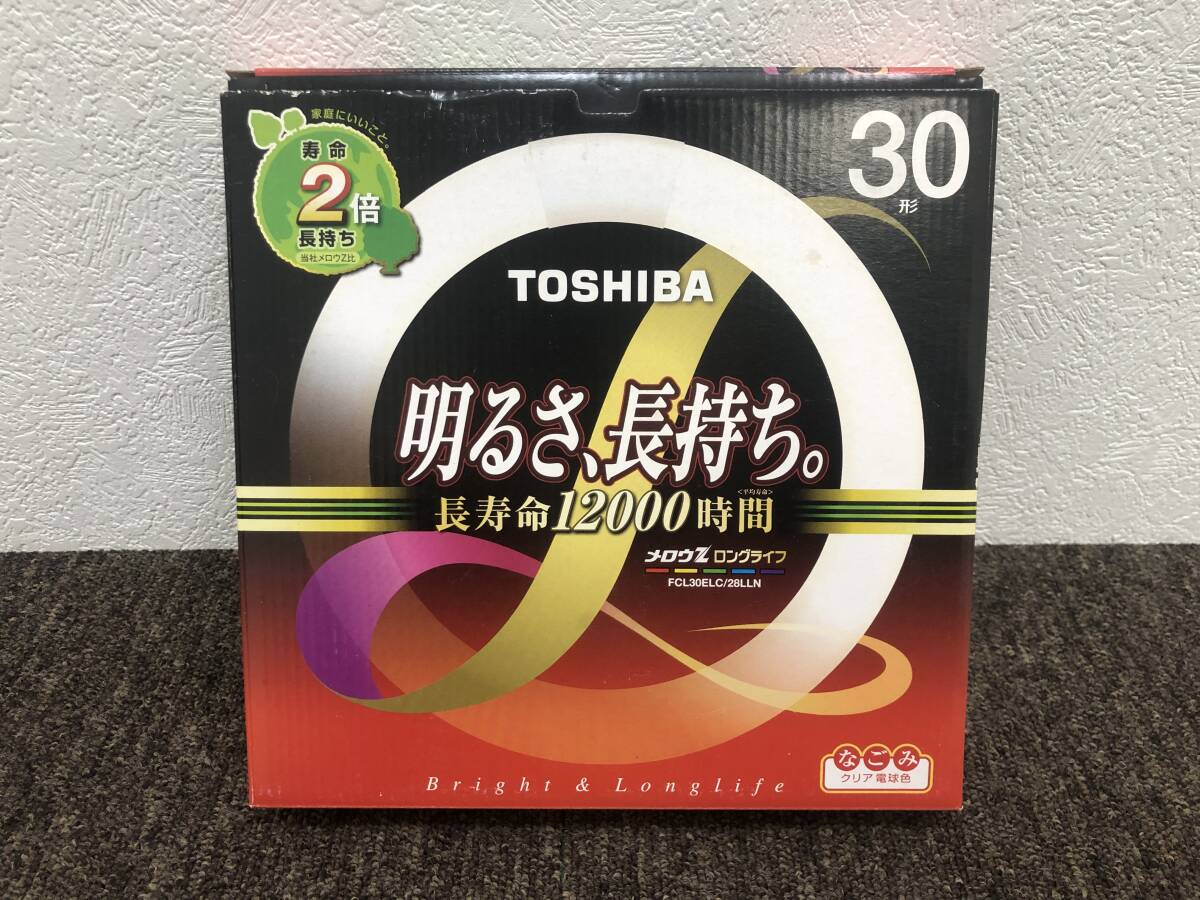 家庭にいいこと。
寿命
2倍
長持ち
当社メロウZ比
30
形
TOSHIBA
明るさ、長持ち。
<平均寿命>
長寿命12000時間
メロウZ ロングライフ
FCL30ELC/28LLN
なごみ
クリア電球色
Bright & Longlife